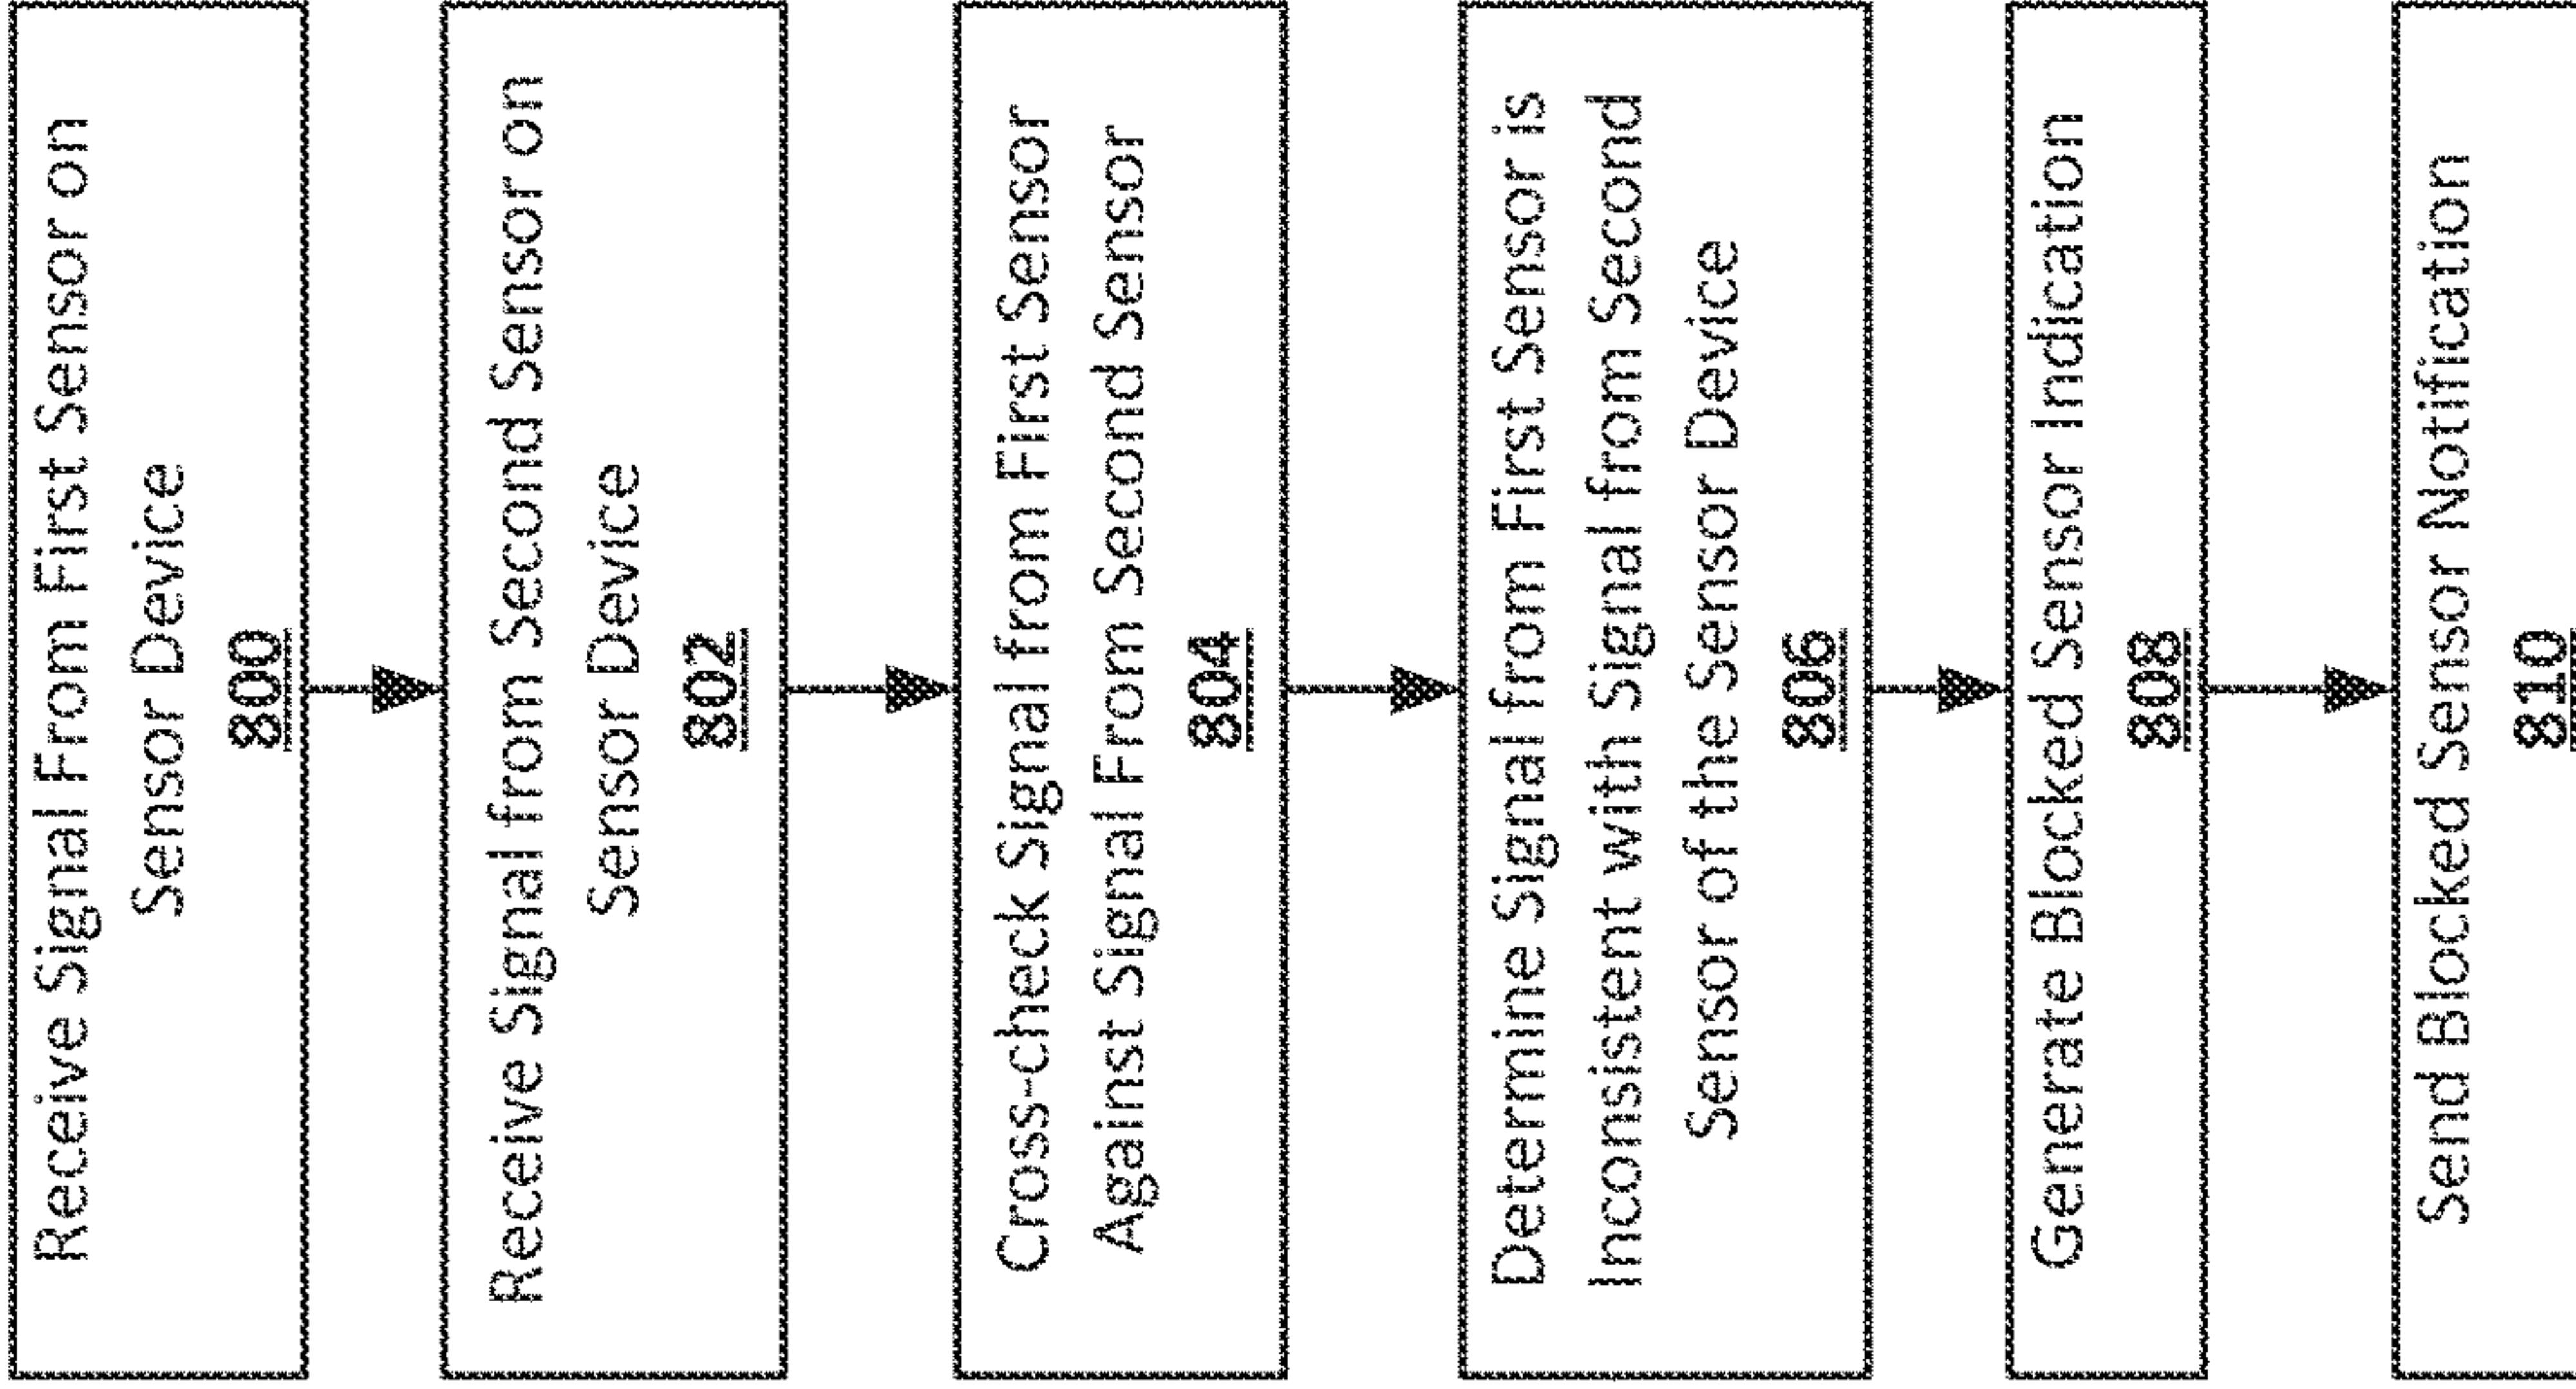 Receive Signal From First Sensor on
Sensor Device
800
Receive Signal from Second Sensor on
Sensor Device
802
Cross-check Signal from First Sensor
Against Signal From Second Sensor
804
Determine Signal from First Sensor is
Inconsistent with Signal from Second
Sensor of the Sensor Device
806
Generate Blocked Sensor Indication
808
Send Blocked Sensor Notification
810